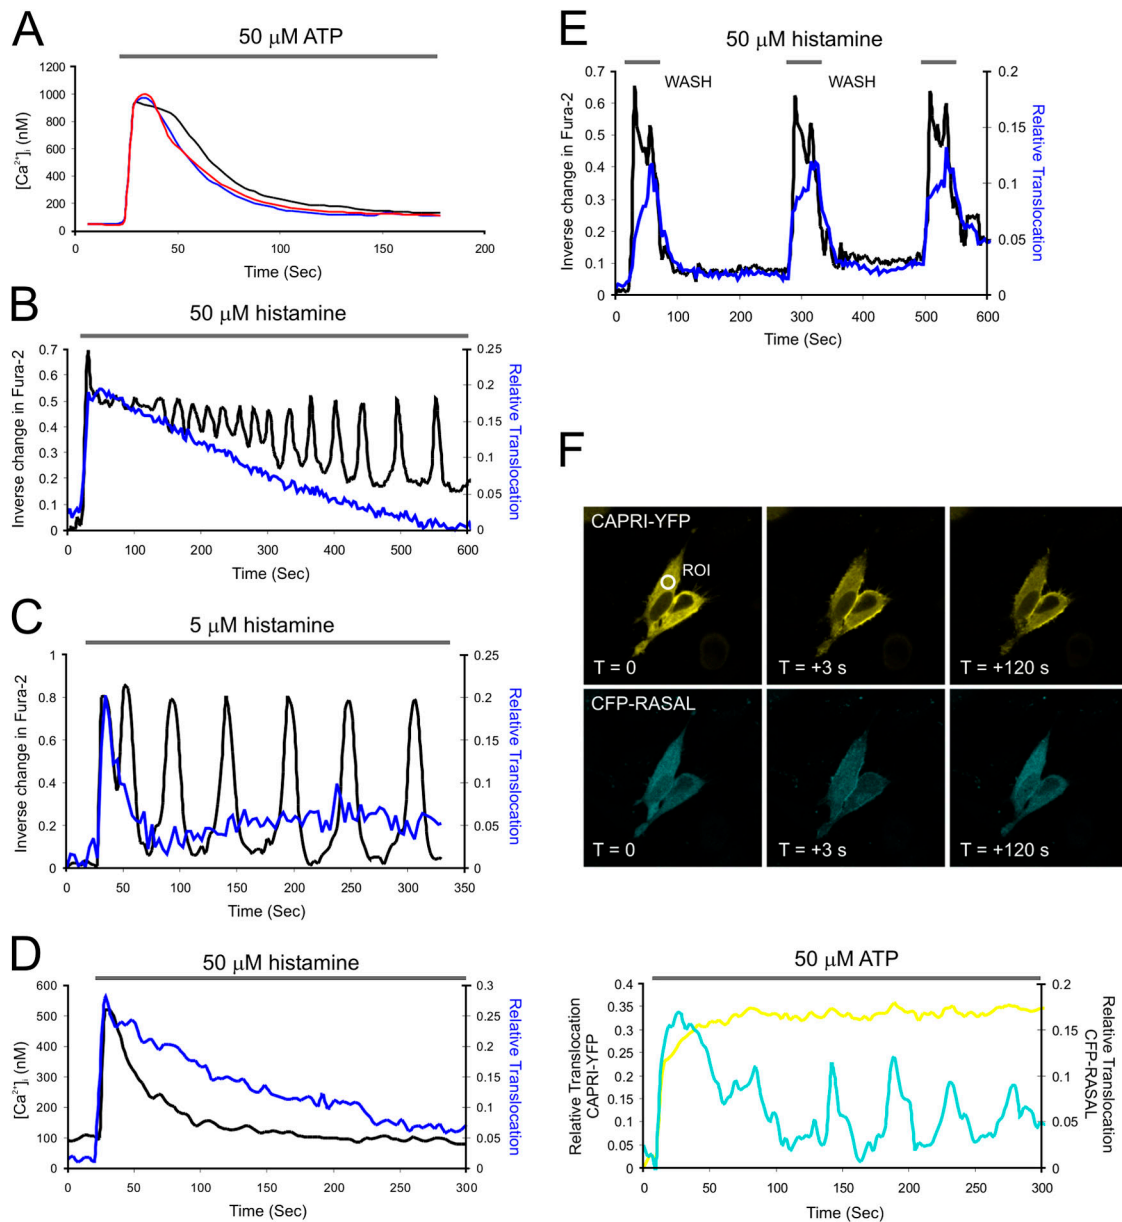 A
50 μM ATP
[Ca²⁺]ᵢ (nM)
1200
1000
800
600
400
200
0
0
50
100
150
200
Time (Sec)
B
50 μM histamine
Inverse change in Fura-2
0.7
0.6
0.5
0.4
0.3
0.2
0.1
0
0.25
0.2
0.15
0.1
0.05
0
Relative Translocation
0
100
200
300
400
500
600
Time (Sec)
C
5 μM histamine
Inverse change in Fura-2
1
0.8
0.6
0.4
0.2
0
0.25
0.2
0.15
0.1
0.05
0
Relative Translocation
0
50
100
150
200
250
300
350
Time (Sec)
D
50 μM histamine
[Ca²⁺]ᵢ (nM)
600
500
400
300
200
100
0
0.3
0.25
0.2
0.15
0.1
0.05
0
Relative Translocation
0
50
100
150
200
250
300
Time (Sec)
E
50 μM histamine
WASH
WASH
Inverse change in Fura-2
0.7
0.6
0.5
0.4
0.3
0.2
0.1
0
0.2
0.15
0.1
0.05
0
Relative Translocation
0
100
200
300
400
500
600
Time (Sec)
F
CAPRI-YFP
ROI
T = 0
T = +3 s
T = +120 s
CFP-RASAL
T = 0
T = +3 s
T = +120 s
50 μM ATP
Relative Translocation
CAPRI-YFP
0.4
0.35
0.3
0.25
0.2
0.15
0.1
0.05
0
0.2
0.15
0.1
0.05
0
Relative Translocation
CFP-RASAL
0
50
100
150
200
250
300
Time (Sec)